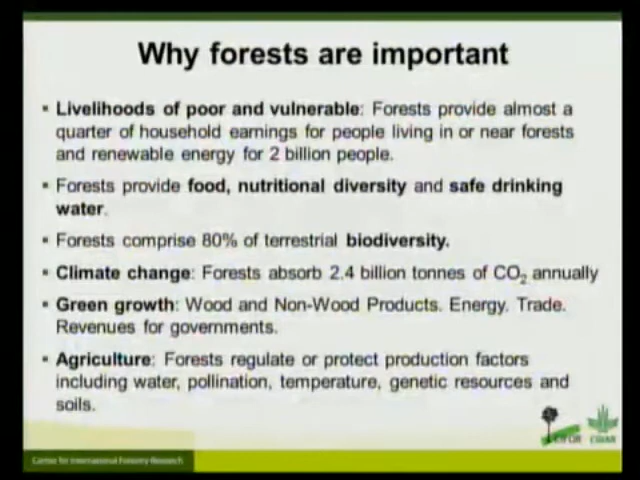 Why forests are important
▪ Livelihoods of poor and vulnerable: Forests provide almost a
quarter of household earnings for people living in or near forests
and renewable energy for 2 billion people.
▪ Forests provide food, nutritional diversity and safe drinking
water.
▪ Forests comprise 80% of terrestrial biodiversity.
▪ Climate change: Forests absorb 2.4 billion tonnes of CO₂ annually
▪ Green growth: Wood and Non-Wood Products. Energy. Trade.
Revenues for governments.
▪ Agriculture: Forests regulate or protect production factors
including water, pollination, temperature, genetic resources and
soils.
CIFOR CGIAR
Center for International Forestry Research